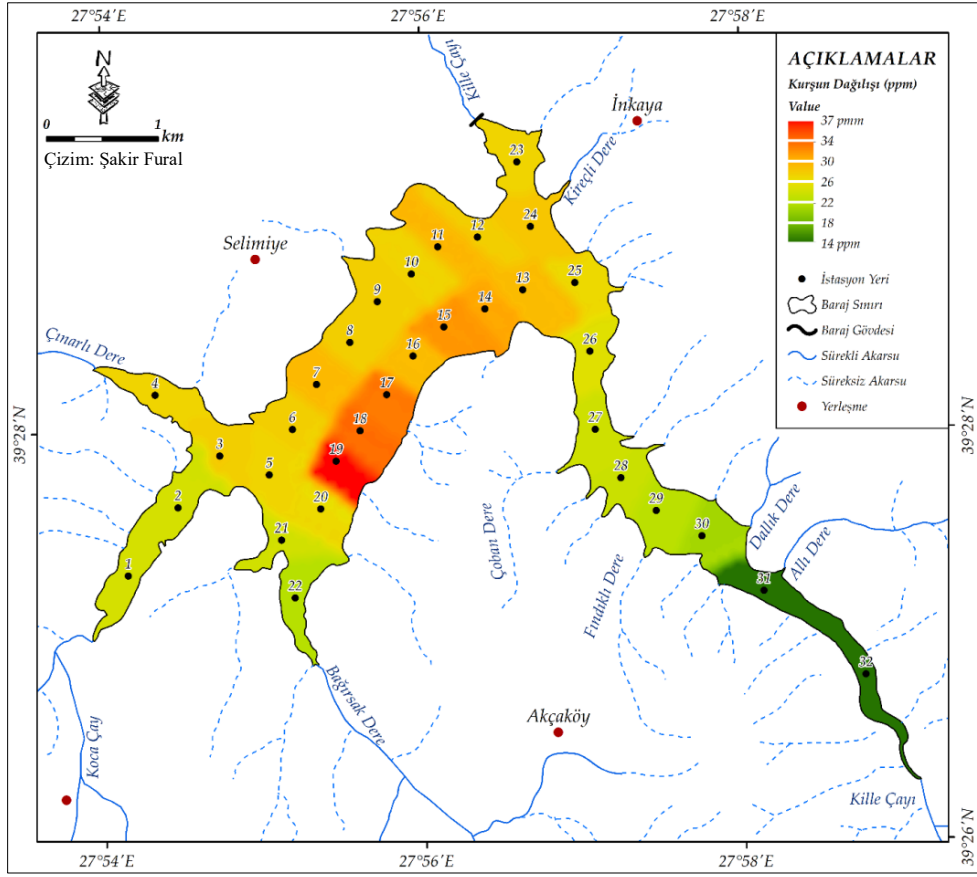 27°54′E
27°56′E
27°58′E
N
0 1
km
Çizim: Şakir Fural
AÇIKLAMALAR
Kurşun Dağılışı (ppm)
Value
37 pmm
34
30
26
22
18
14 ppm
İstasyon Yeri
Baraj Sınırı
Baraj Gövdesi
Sürekli Akarsu
Süreksiz Akarsu
Yerleşme
Kille Çayı
İnkaya
Kireçli Dere
Selimiye
Çınarlı Dere
23
24
12
11
10
25
13
9
14
15
8
26
16
7
17
4
6
18
27
3
19
5
28
2
20
29
21
30
1
31
22
32
Çoban Dere
Fındıklı Dere
Dallık Dere
Allı Dere
Bağırsak Dere
Akçaköy
Koca Çay
Kille Çayı
39°28′N
39°28′N
39°26′N
27°54′E
27°56′E
27°58′E